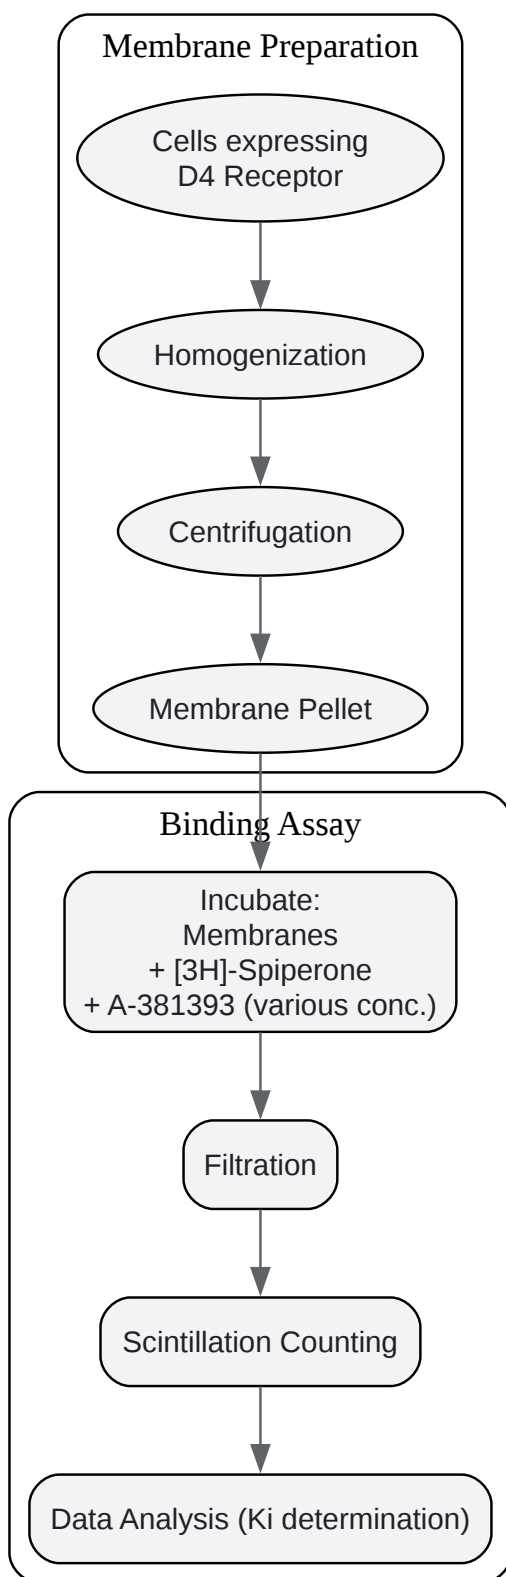 Membrane Preparation
Cells expressing
D4 Receptor
Homogenization
Centrifugation
Membrane Pellet
Binding Assay
Incubate:
Membranes
+ [3H]-Spiperone
+ A-381393 (various conc.)
Filtration
Scintillation Counting
Data Analysis (Ki determination)